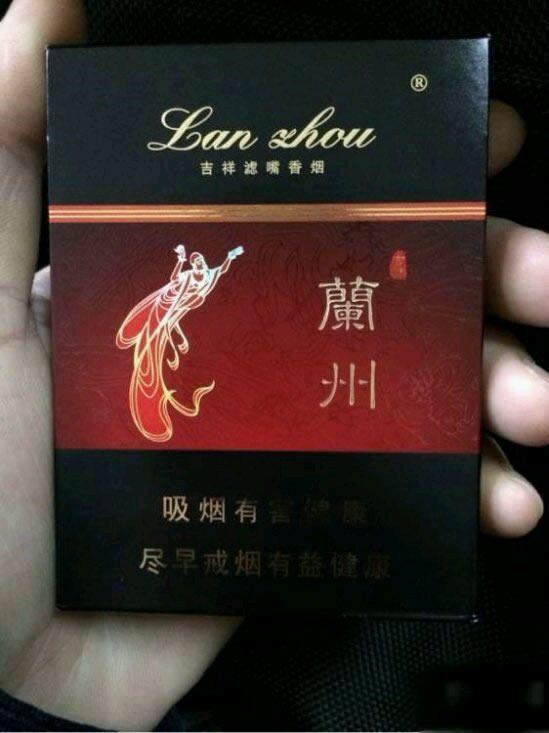 ®
Lan zhou
吉祥滤嘴香烟
蘭州
吸烟有害健康
尽早戒烟有益健康